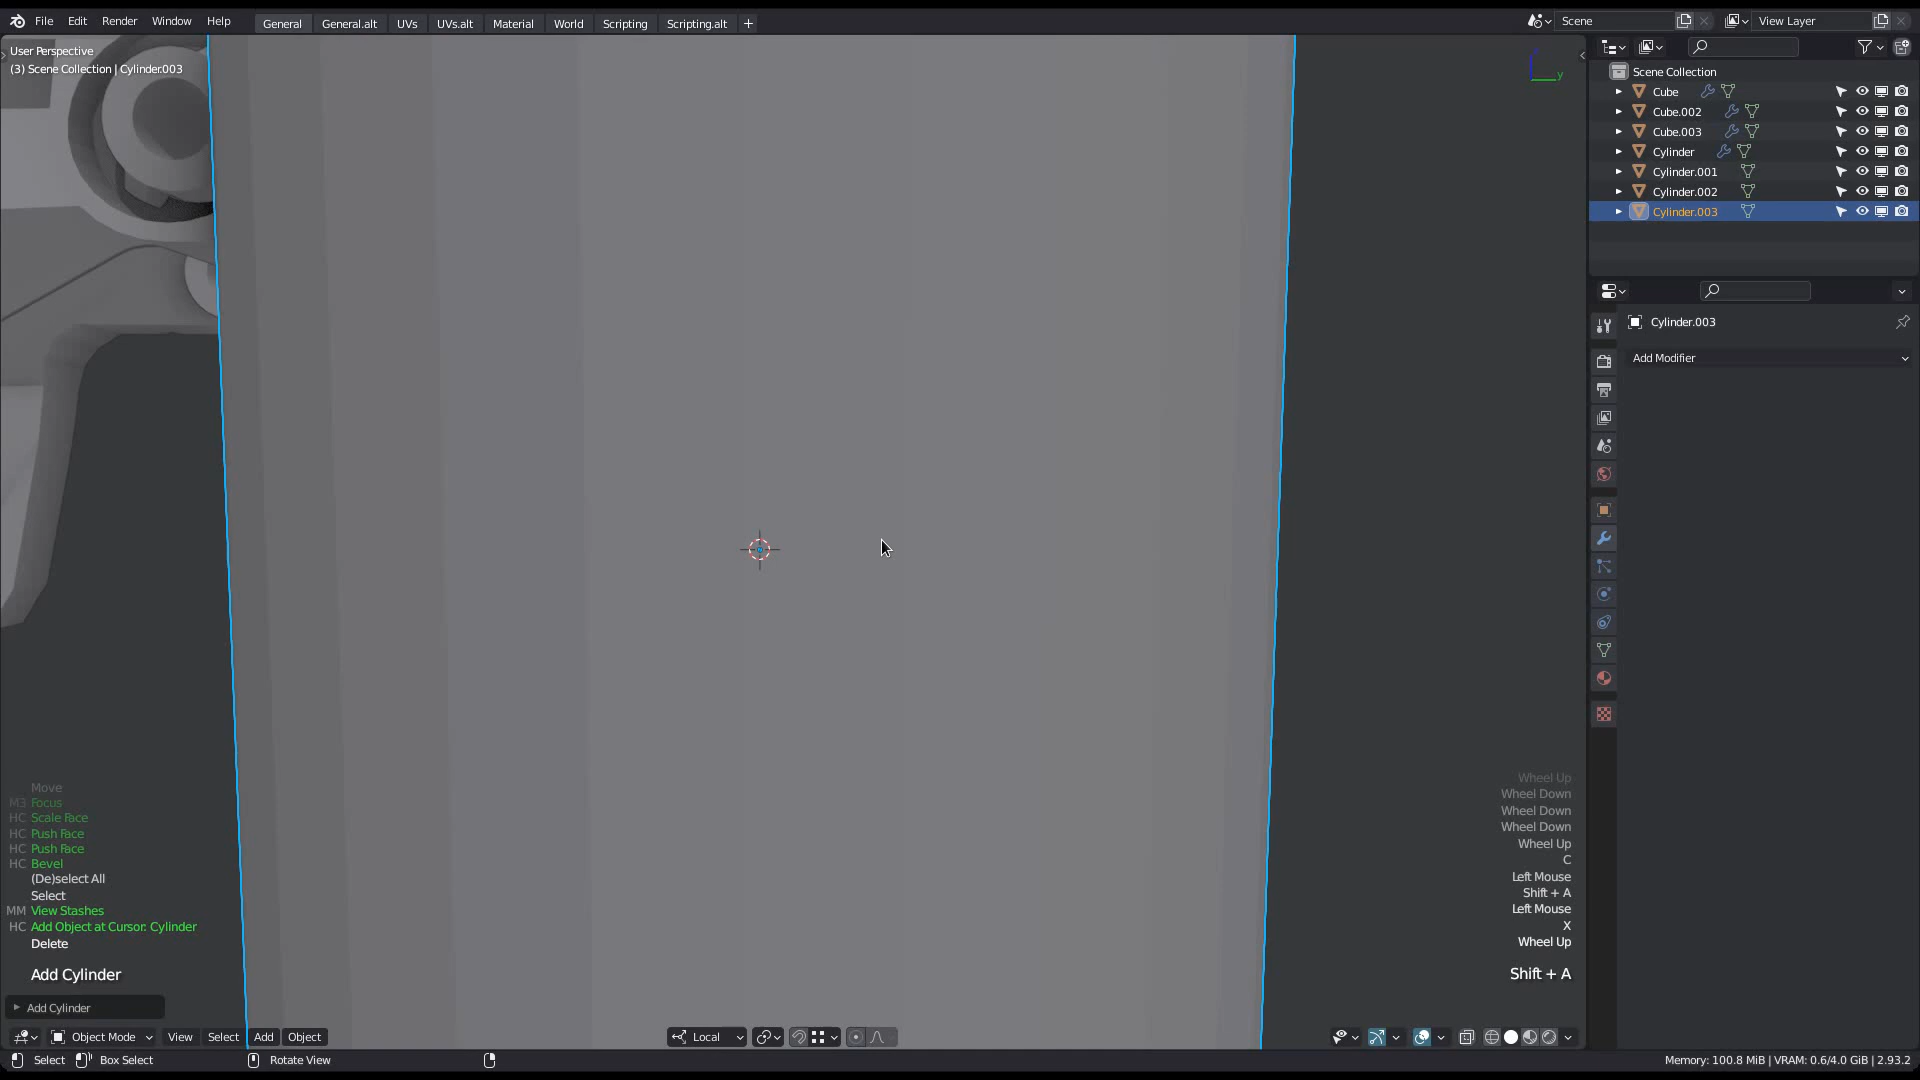 File Edit Render Window Help General General.alt UVs UVs.alt Material World Scripting Scripting.alt + Scene View Layer
User Perspective
(3) Scene Collection | Cylinder.003
y
Scene Collection
Cube
Cube.002
Cube.003
Cylinder
Cylinder.001
Cylinder.002
Cylinder.003
Cylinder.003
Add Modifier
Move
M3 Focus
HC Scale Face
HC Push Face
HC Push Face
HC Bevel
(De)select All
Select
MM View Stashes
HC Add Object at Cursor: Cylinder
Delete
Add Cylinder
Add Cylinder
Wheel Up
Wheel Down
Wheel Down
Wheel Down
Wheel Up
C
Left Mouse
Shift + A
Left Mouse
X
Wheel Up
Shift + A
Object Mode View Select Add Object Local
Select Box Select Rotate View Memory: 100.8 MiB | VRAM: 0.6/4.0 GiB | 2.93.2